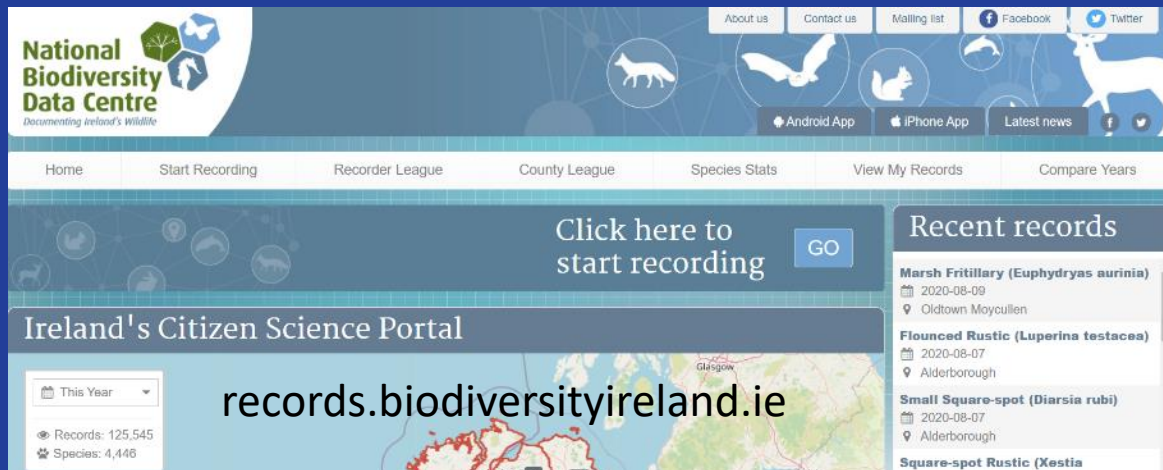 About us
Contact us
Mailing list
Facebook
Twitter
National
Biodiversity
Data Centre
Documenting Ireland's Wildlife
Android App
iPhone App
Latest news
Home
Start Recording
Recorder League
County League
Species Stats
View My Records
Compare Years
Click here to
start recording
GO
Ireland's Citizen Science Portal
This Year
Records: 125,545
Species: 4,446
Glasgow
records.biodiversityireland.ie
Recent records
Marsh Fritillary (Euphydryas aurinia)
2020-08-09
Oldtown Moycullen
Flounced Rustic (Luperina testacea)
2020-08-07
Alderborough
Small Square-spot (Diarsia rubi)
2020-08-07
Alderborough
Square-spot Rustic (Xestia